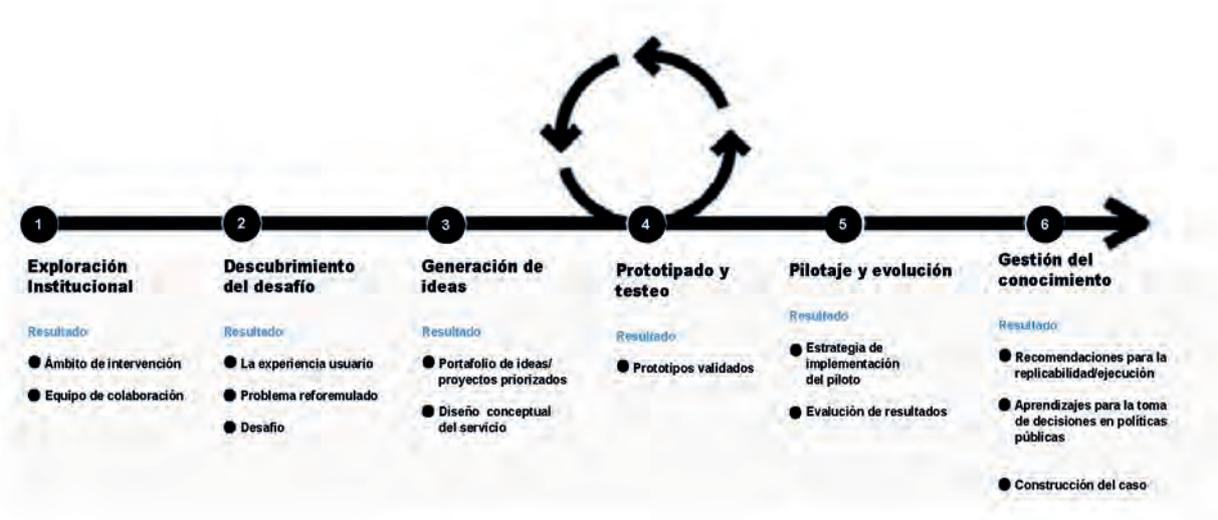 1
Exploración
Institucional
Resultado
Ámbito de intervención
Equipo de colaboración
2
Descubrimiento
del desafío
Resultado
La experiencia usuario
Problema reforemulado
Desafio
3
Generación de
ideas
Resultado
Portafolio de ideas/
proyectos priorizados
Diseño conceptual
del servicio
4
Prototipado y
testeo
Resultado
Prototipos validados
5
Pilotaje y evolución
Resultado
Estrategia de
implementación
del piloto
Evalución de resultados
6
Gestión del
conocimiento
Resultado
Recomendaciones para la
replicabilidad/ejecución
Aprendizajes para la toma
de decisiones en políticas
públicas
Construcción del caso